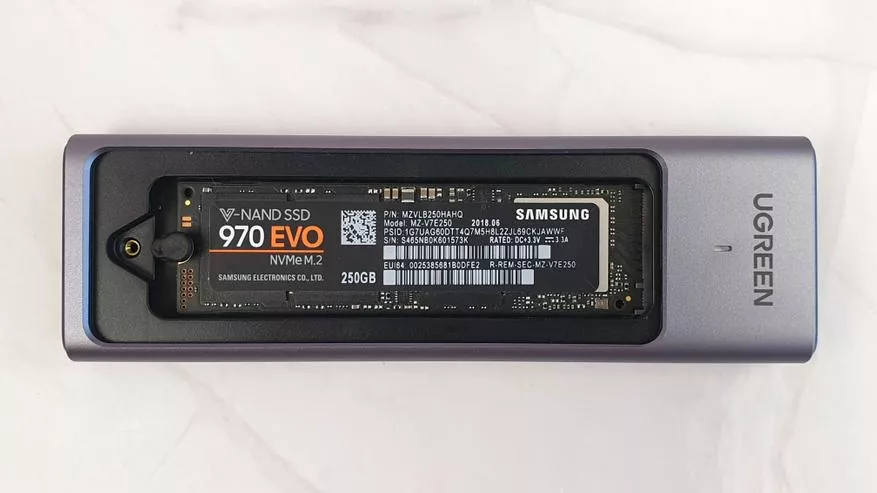 V-NAND SSD
970 EVO
NVMe M.2
SAMSUNG ELECTRONICS CO., LTD.
250GB
P/N: MZVLB250HAHQ
Model: MZ-V7E250 2018.06
PSID:1G7UAG60DTT4Q7M5H8L2ZJL69CKJAWWF
S/N: S465NB0K601573K RATED: DC+3.3V ⎓ 3.3A
EUI64 0025385681B0DFE2 R-REM-SEC-MZ-V7E250
SAMSUNG
UGREEN